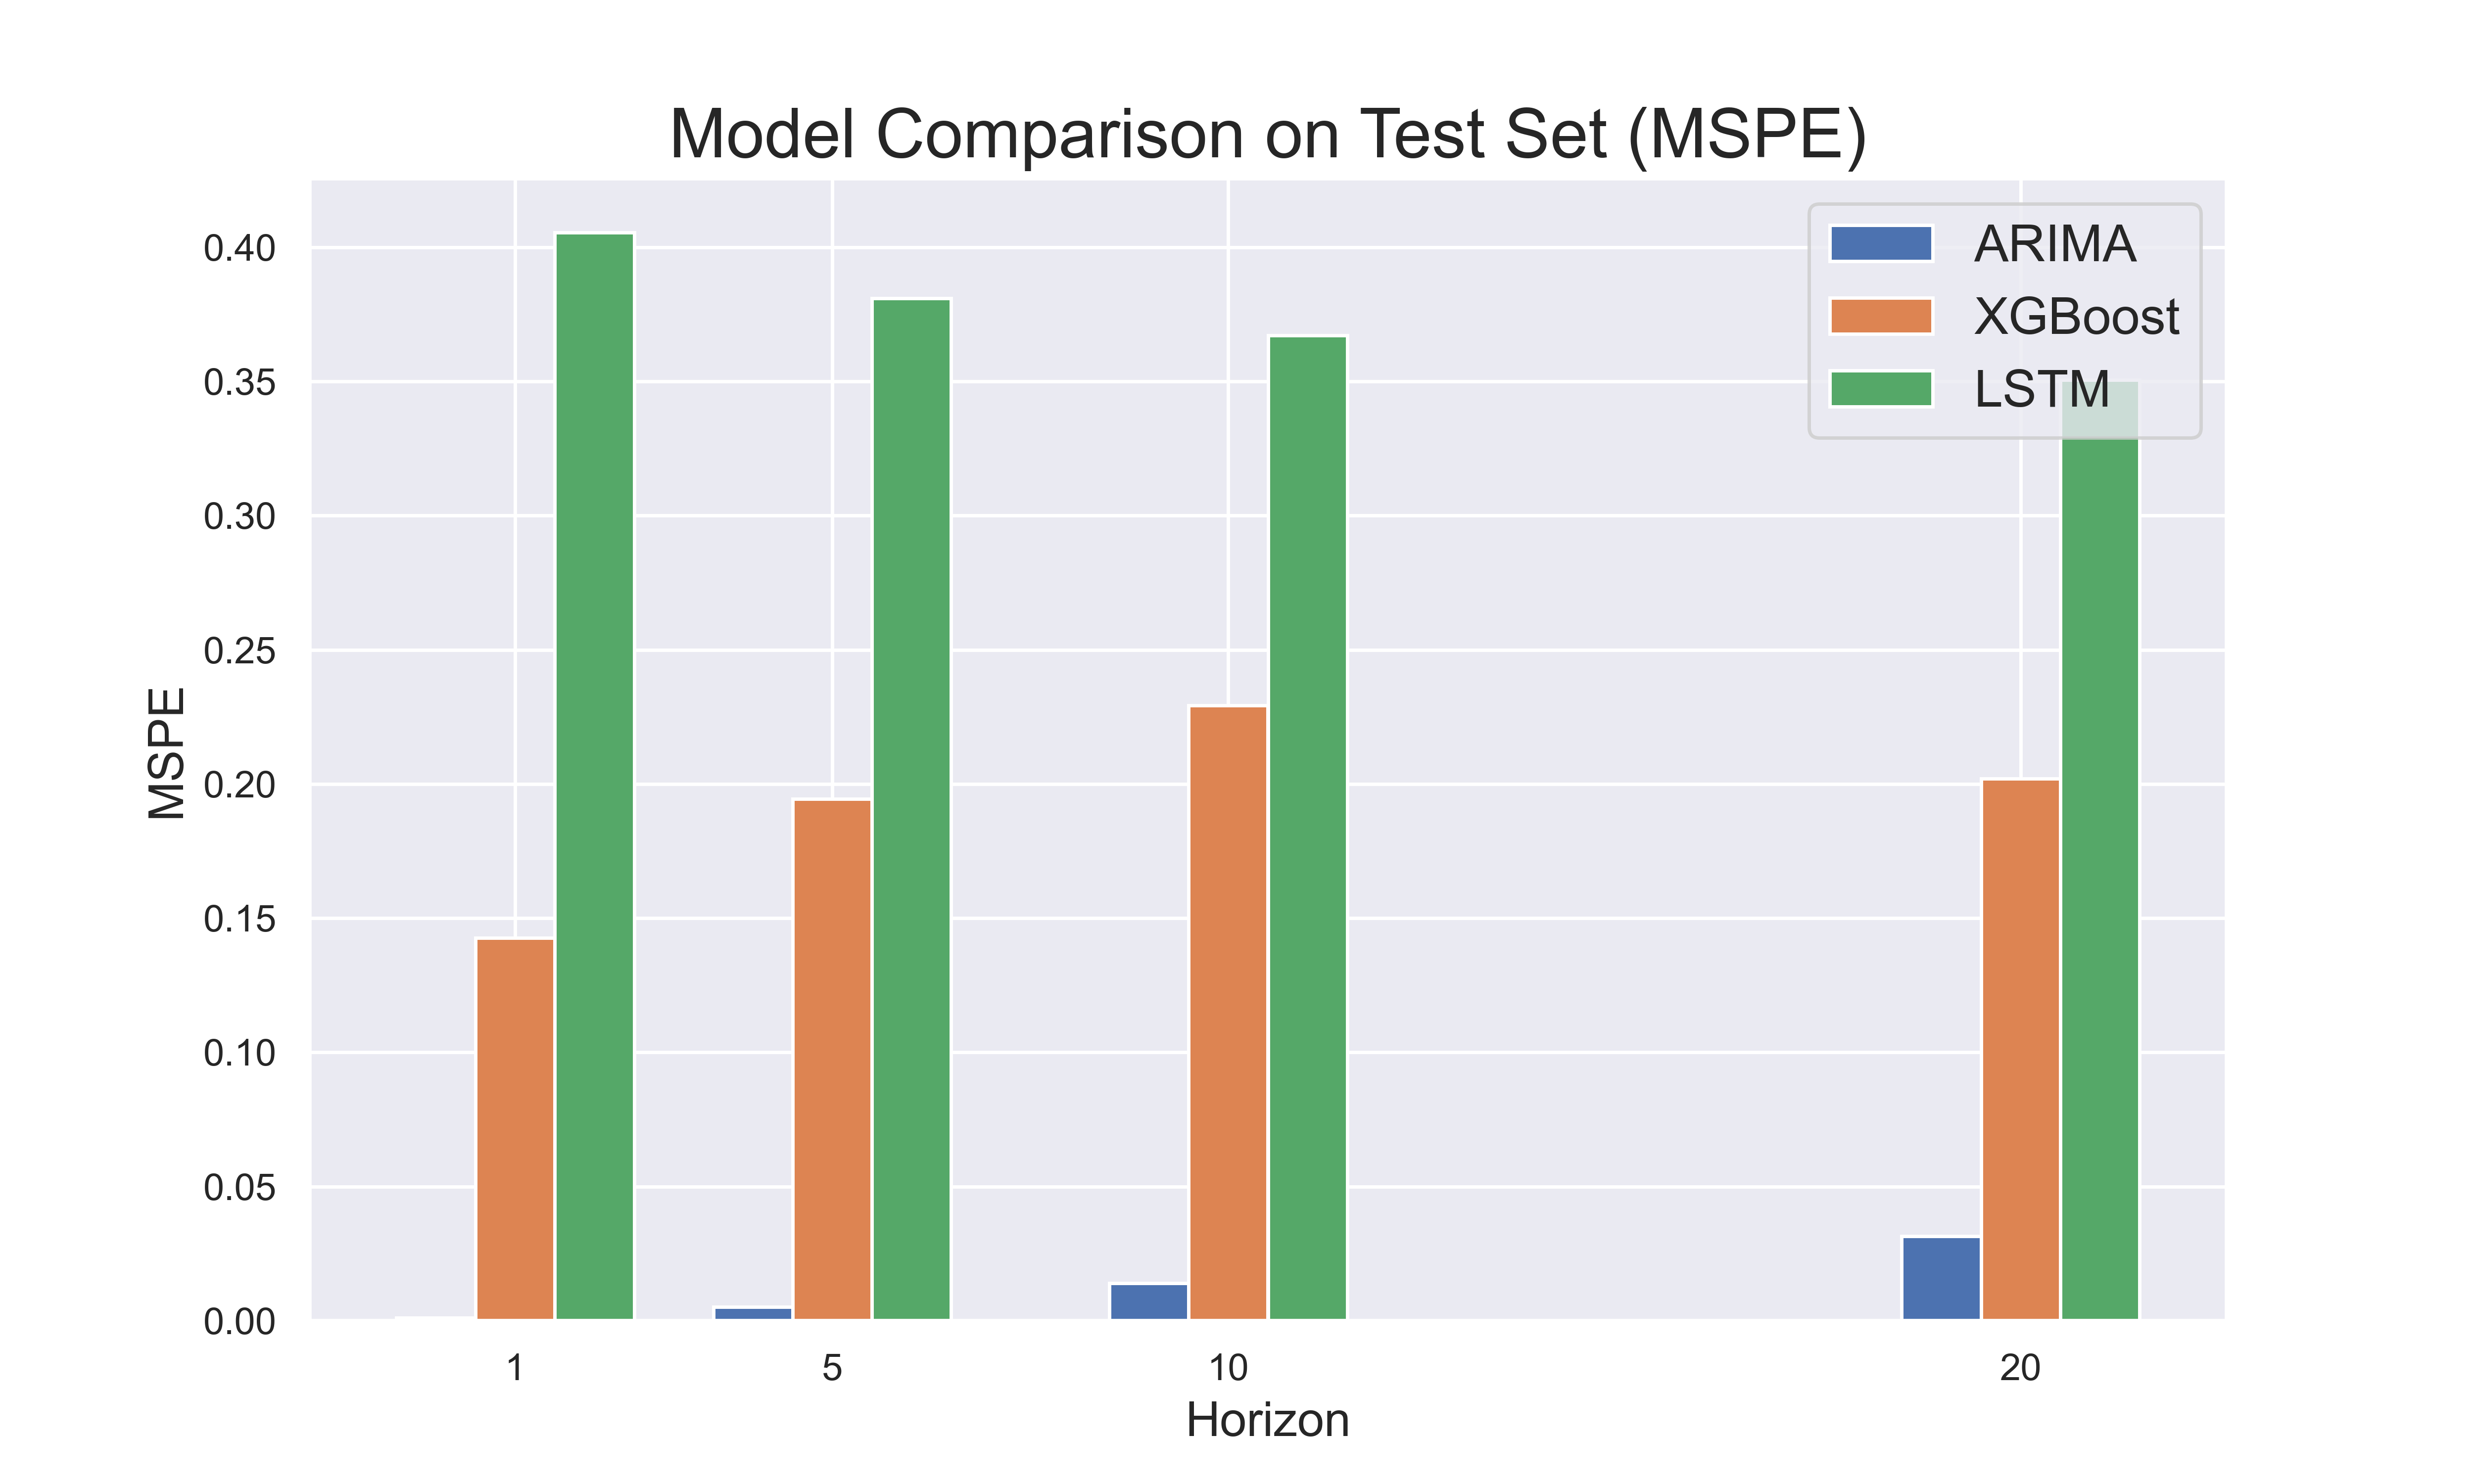 Model Comparison on Test Set (MSPE)
ARIMA
XGBoost
LSTM
0.40
0.35
0.30
0.25
0.20
0.15
0.10
0.05
0.00
MSPE
1 5 10 20
Horizon